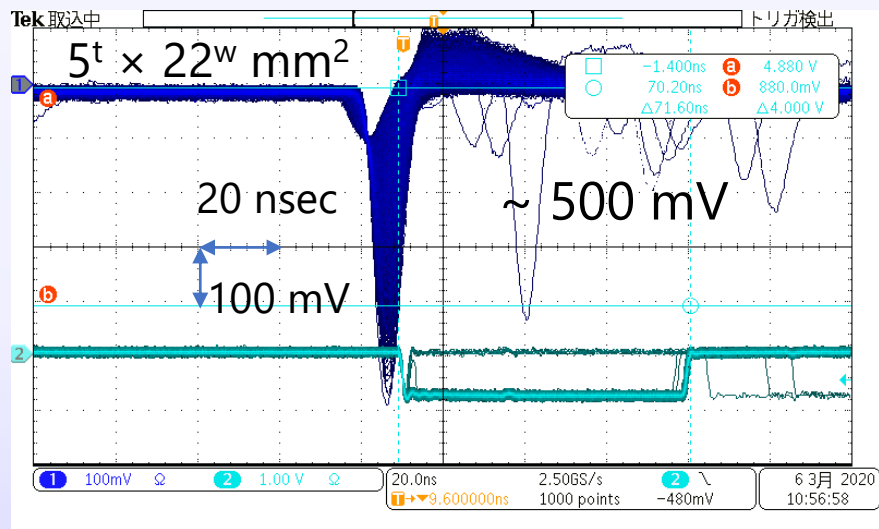 Tek 取込中 T トリガ検出
T
5t × 22w mm2
□ −1.400ns a 4.880 V
○ 70.20ns b 880.0mV
Δ71.60ns Δ4.000 V
1
a
20 nsec
~ 500 mV
b
100 mV
2
1 100mV Ω 2 1.00 V Ω
20.0ns 2.50GS/s 2 \
T→▼9.600000ns 1000 points −480mV
6 3月 2020
10:56:58